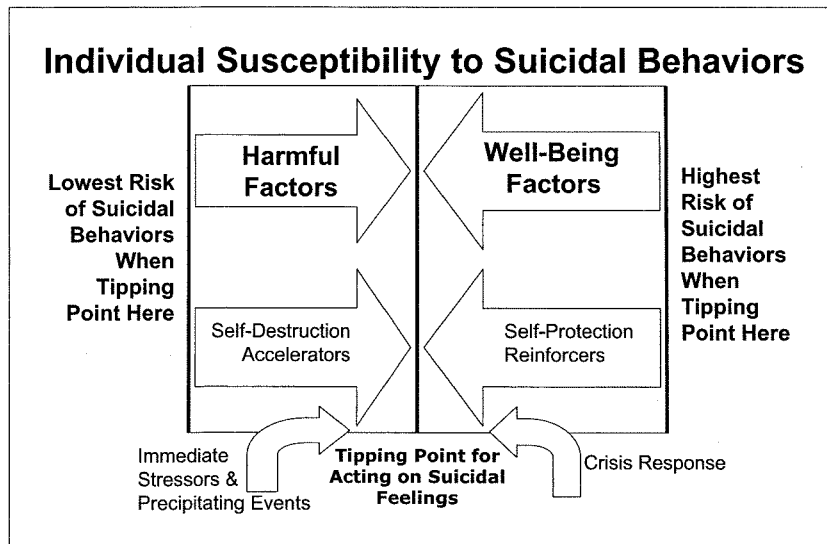 Individual Susceptibility to Suicidal Behaviors
Lowest Risk
of Suicidal
Behaviors
When
Tipping
Point Here
Harmful
Factors
Well-Being
Factors
Highest
Risk of
Suicidal
Behaviors
When
Tipping
Point Here
Self-Destruction
Accelerators
Self-Protection
Reinforcers
Immediate
Stressors &
Precipitating Events
Tipping Point for
Acting on Suicidal
Feelings
Crisis Response